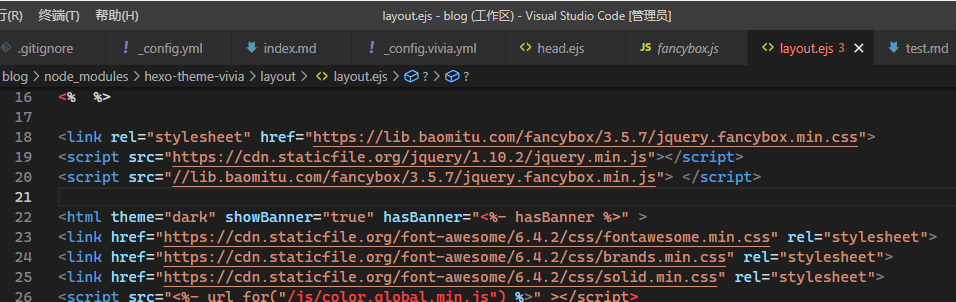 行(R) 终端(T) 帮助(H) layout.ejs - blog (工作区) - Visual Studio Code [管理员]
.gitignore ! _config.yml index.md ! _config.vivia.yml <> head.ejs JS fancybox.js <> layout.ejs 3 × test.md
blog > node_modules > hexo-theme-vivia > layout > <> layout.ejs > ? > ?
16 <%  %>
17
18 <link rel="stylesheet" href="https://lib.baomitu.com/fancybox/3.5.7/jquery.fancybox.min.css">
19 <script src="https://cdn.staticfile.org/jquery/1.10.2/jquery.min.js"></script>
20 <script src="//lib.baomitu.com/fancybox/3.5.7/jquery.fancybox.min.js"> </script>
21
22 <html theme="dark" showBanner="true" hasBanner="<%- hasBanner %>" >
23 <link href="https://cdn.staticfile.org/font-awesome/6.4.2/css/fontawesome.min.css" rel="stylesheet">
24 <link href="https://cdn.staticfile.org/font-awesome/6.4.2/css/brands.min.css" rel="stylesheet">
25 <link href="https://cdn.staticfile.org/font-awesome/6.4.2/css/solid.min.css" rel="stylesheet">
26 <script src="<%- url_for("/js/color.global.min.js") %>" ></script>